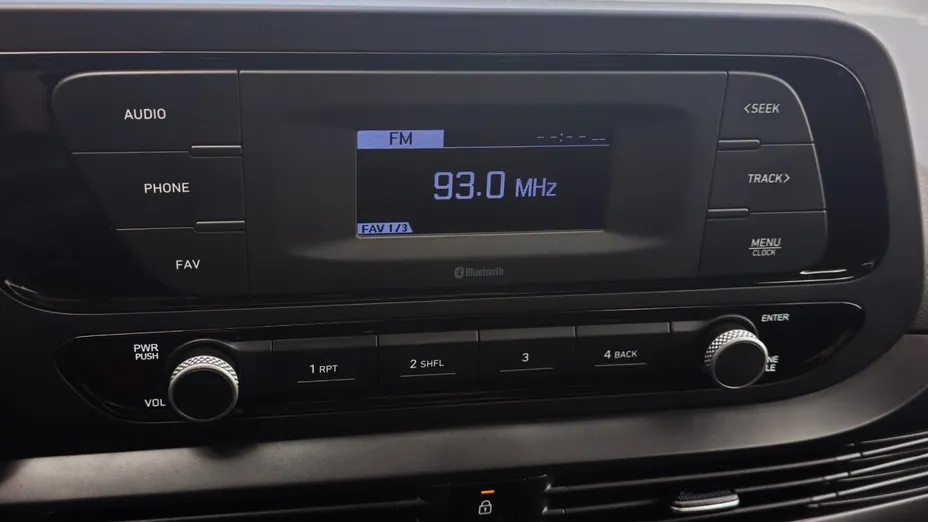 AUDIO
PHONE
FAV
FM
--:-- --
93.0 MHz
FAV 1/3
Bluetooth
<SEEK
TRACK>
MENU
CLOCK
PWR
PUSH
VOL
1 RPT
2 SHFL
3
4 BACK
ENTER